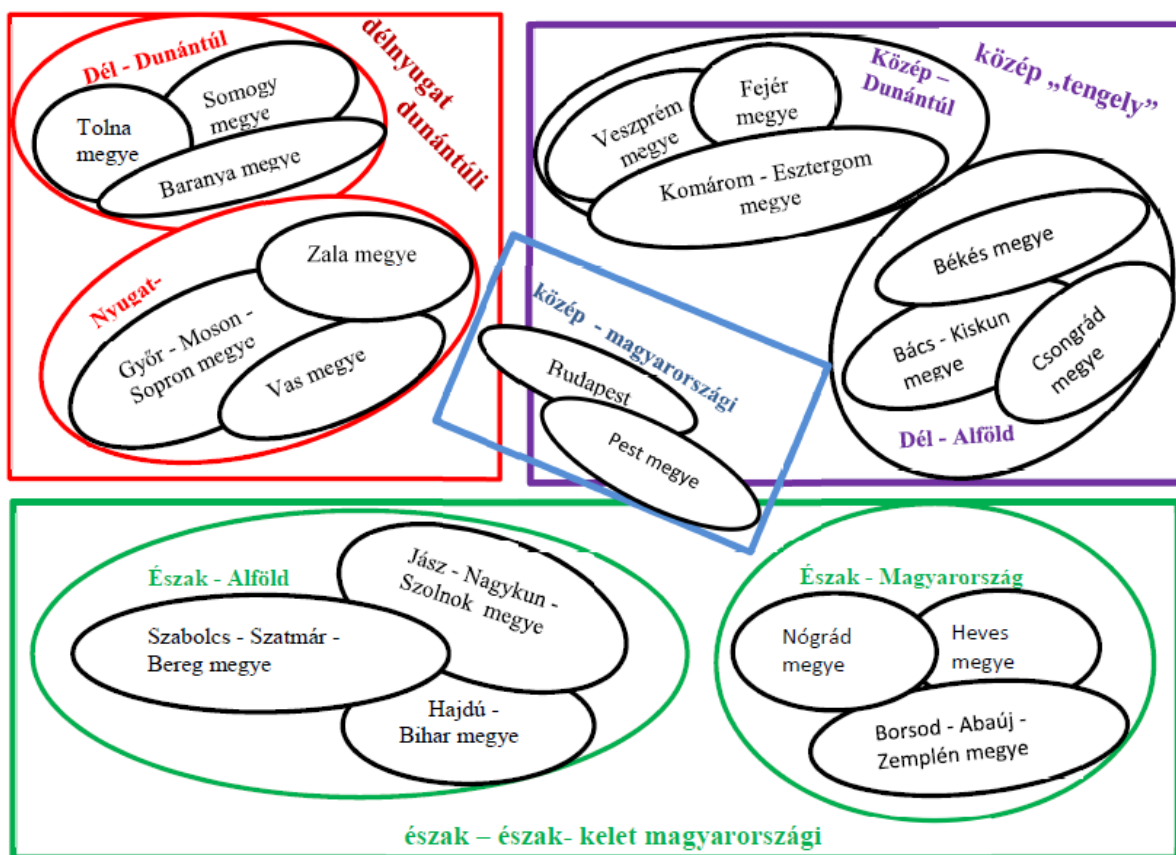 Dél - Dunántúl
délnyugat
dunántúli
Tolna
megye
Somogy
megye
Baranya megye
Nyugat-
Zala megye
Győr - Moson -
Sopron megye
Vas megye
közép „tengely”
Közép –
Dunántúl
Veszprém
megye
Fejér
megye
Komárom - Esztergom
megye
Békés megye
Bács - Kiskun
megye
Csongrád
megye
Dél - Alföld
közép - magyarországi
Budapest
Pest megye
Észak - Alföld
Jász - Nagykun -
Szolnok megye
Szabolcs - Szatmár -
Bereg megye
Hajdú -
Bihar megye
Észak - Magyarország
Nógrád
megye
Heves
megye
Borsod - Abaúj -
Zemplén megye
észak – észak- kelet magyarországi